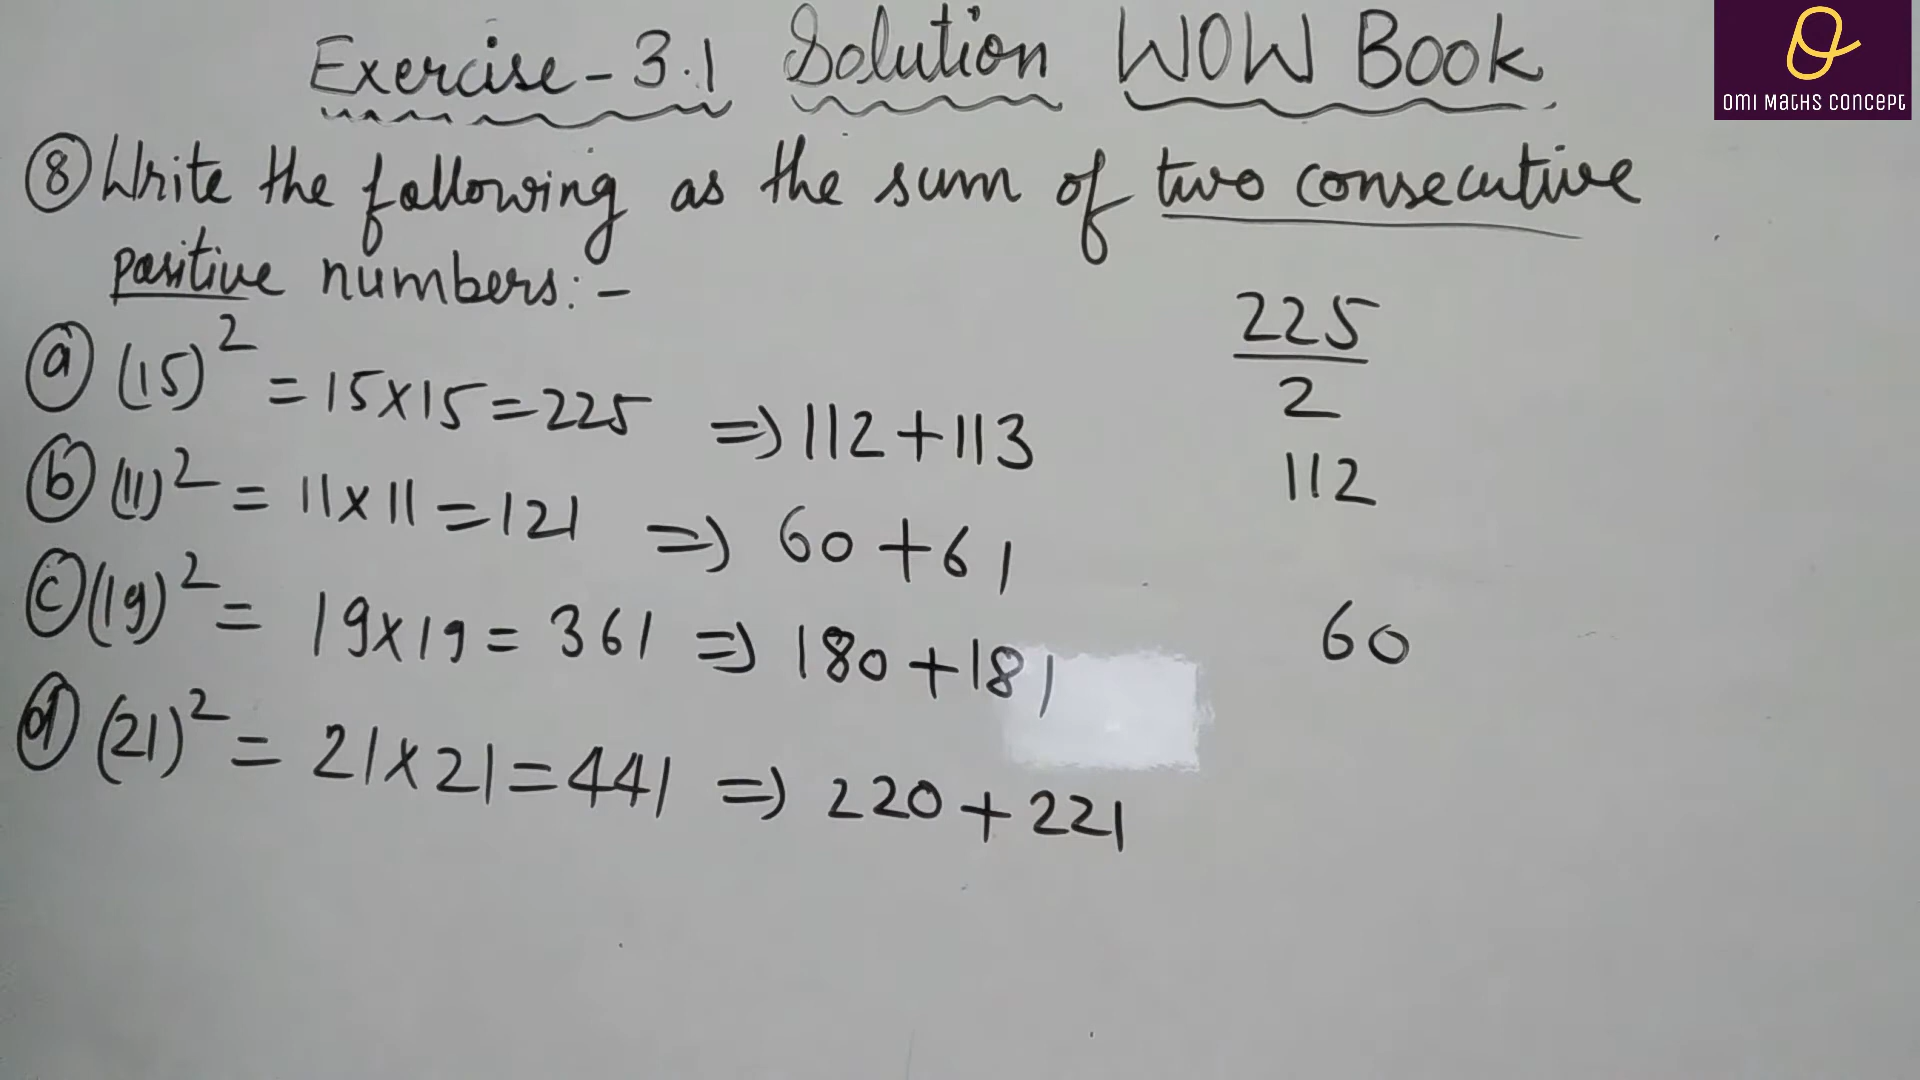 Exercise-3.1 Solution WOW Book
OMI MATHS CONCEPT
⑧ Write the following as the sum of two consecutive
positive numbers:-
ⓐ (15)² = 15×15=225 ⇒ 112+113
ⓑ (11)² = 11×11=121 ⇒ 60+61
ⓒ (19)² = 19×19=361 ⇒ 180+181
ⓓ (21)² = 21×21=441 ⇒ 220+221
225
2
112
60